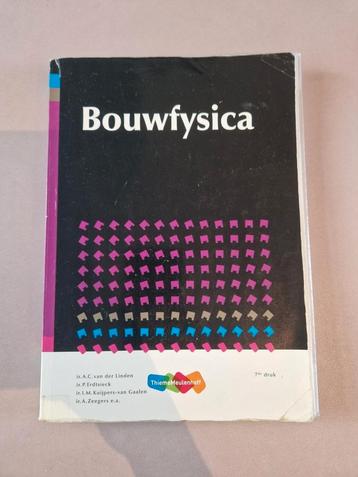 Bouwfysica
ir.A.C. van der Linden
ir.P.Erdtsieck
ir.I.M.Kuijpers-van Gaalen
ir.A.Zeegers e.a.
ThiemeMeulenhoff
7de druk